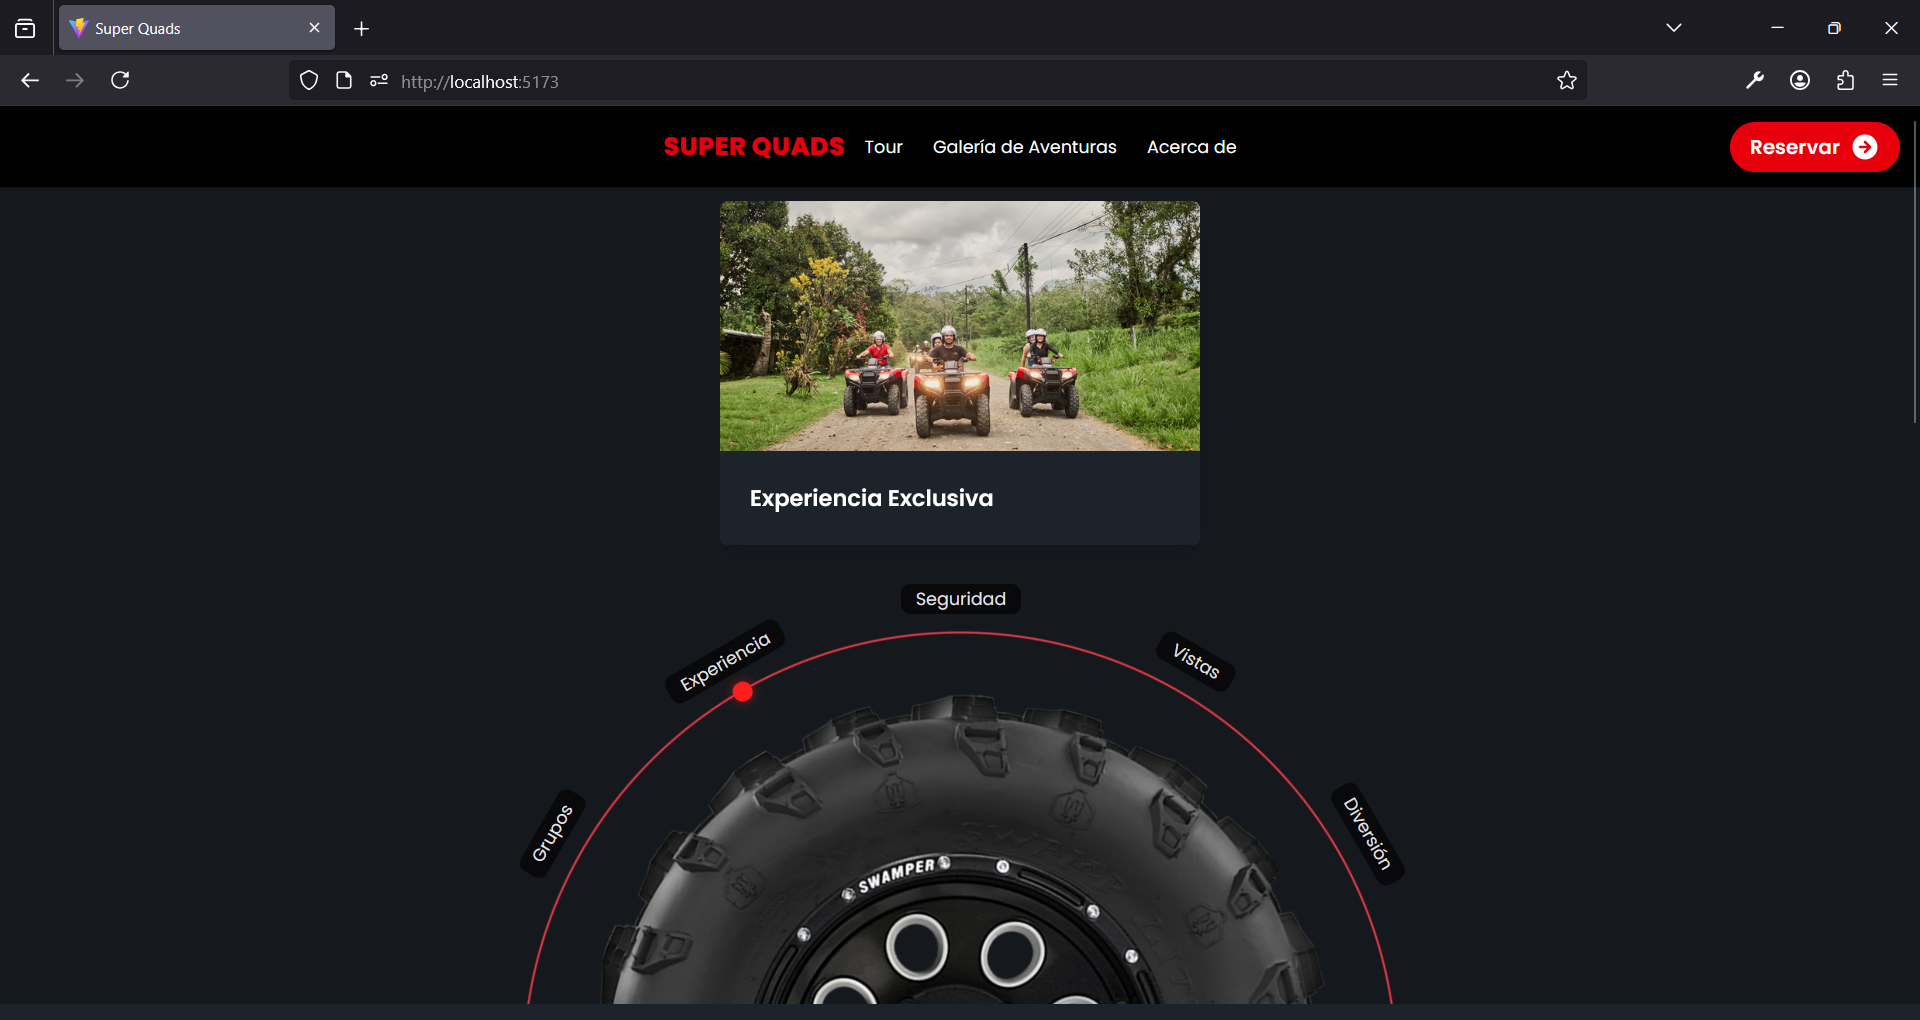 Super Quads
http://localhost:5173
SUPER QUADS
Tour
Galería de Aventuras
Acerca de
Reservar
Experiencia Exclusiva
Seguridad
Experiencia
Vistas
Grupos
Diversión
SWAMPER